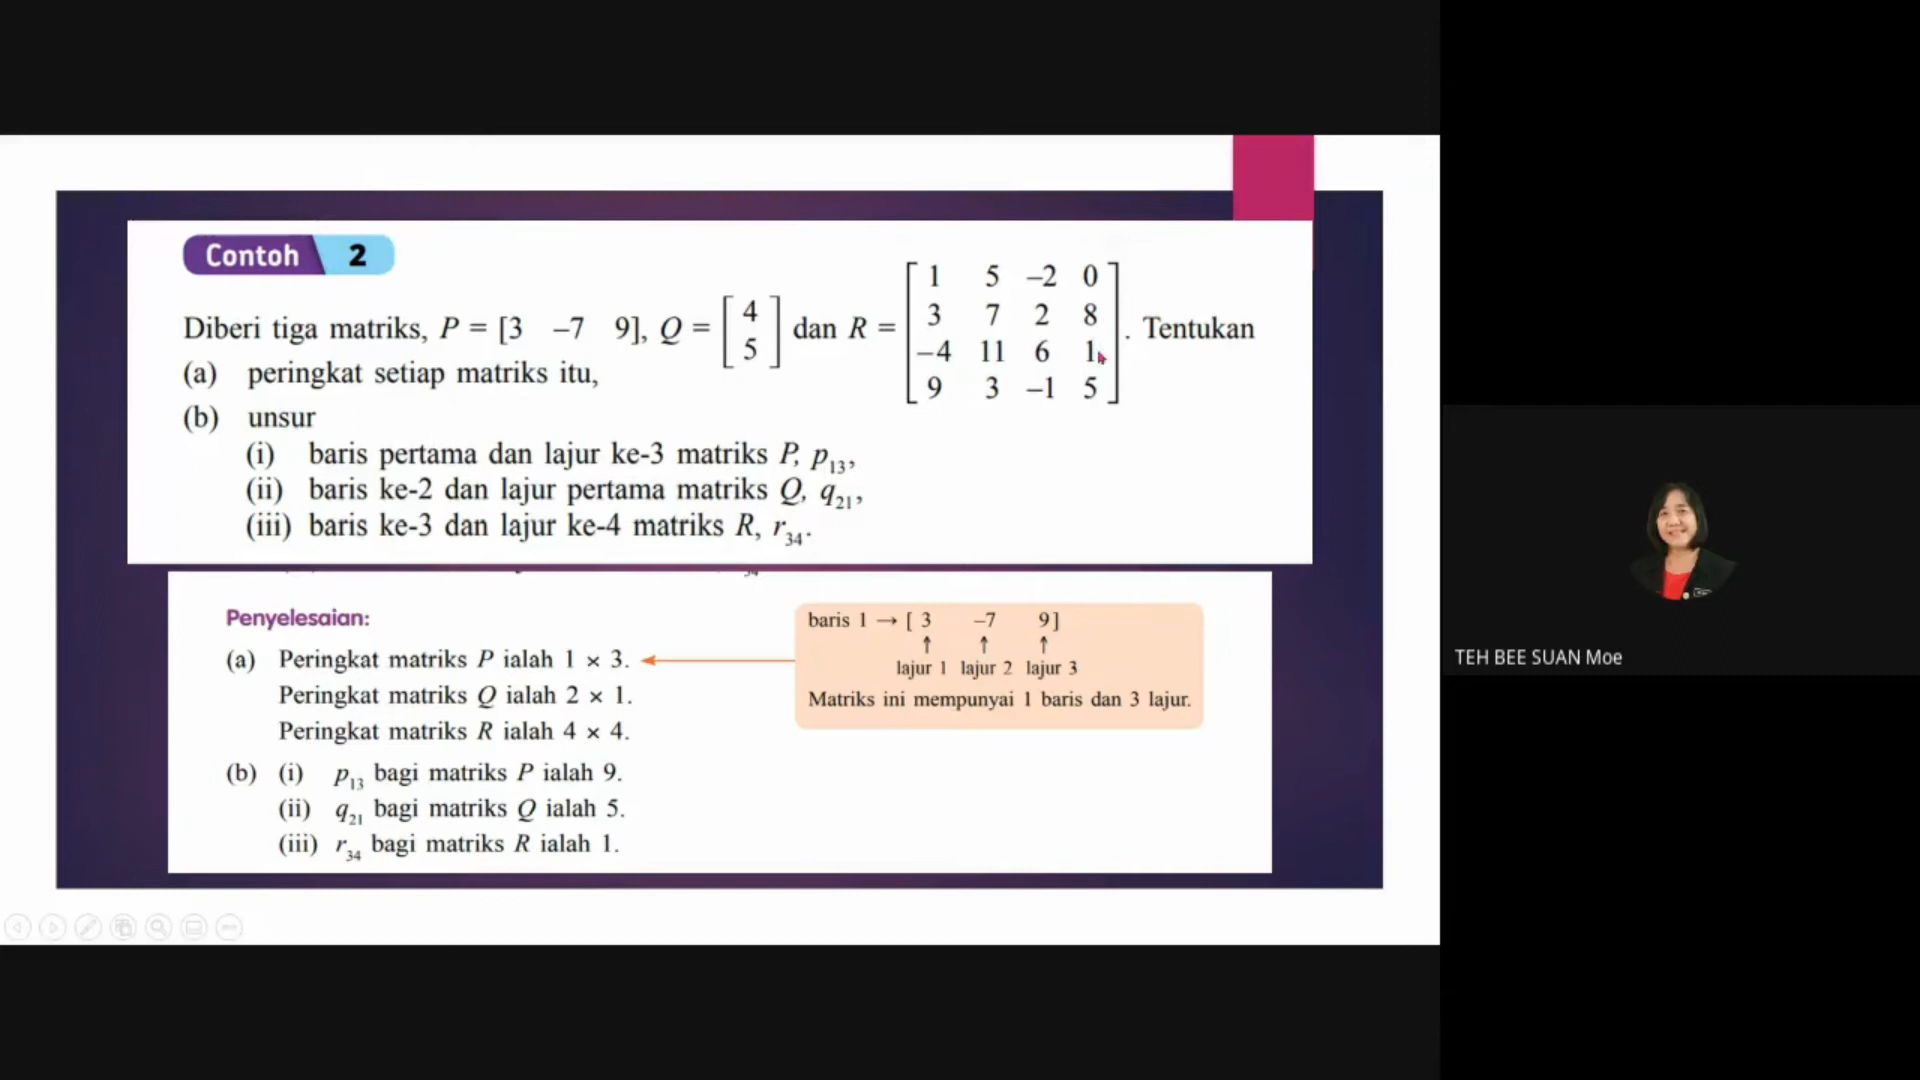 Contoh 2
Diberi tiga matriks, P = [3 –7 9], Q = [4 5] dan R = [1 5 –2 0
3 7 2 8
–4 11 6 1
9 3 –1 5]. Tentukan
(a) peringkat setiap matriks itu,
(b) unsur
(i) baris pertama dan lajur ke-3 matriks P, p₁₃,
(ii) baris ke-2 dan lajur pertama matriks Q, q₂₁,
(iii) baris ke-3 dan lajur ke-4 matriks R, r₃₄.
Penyelesaian:
(a) Peringkat matriks P ialah 1 × 3.
Peringkat matriks Q ialah 2 × 1.
Peringkat matriks R ialah 4 × 4.
(b) (i) p₁₃ bagi matriks P ialah 9.
(ii) q₂₁ bagi matriks Q ialah 5.
(iii) r₃₄ bagi matriks R ialah 1.
baris 1 → [ 3 –7 9]
↑ ↑ ↑
lajur 1 lajur 2 lajur 3
Matriks ini mempunyai 1 baris dan 3 lajur.
TEH BEE SUAN Moe